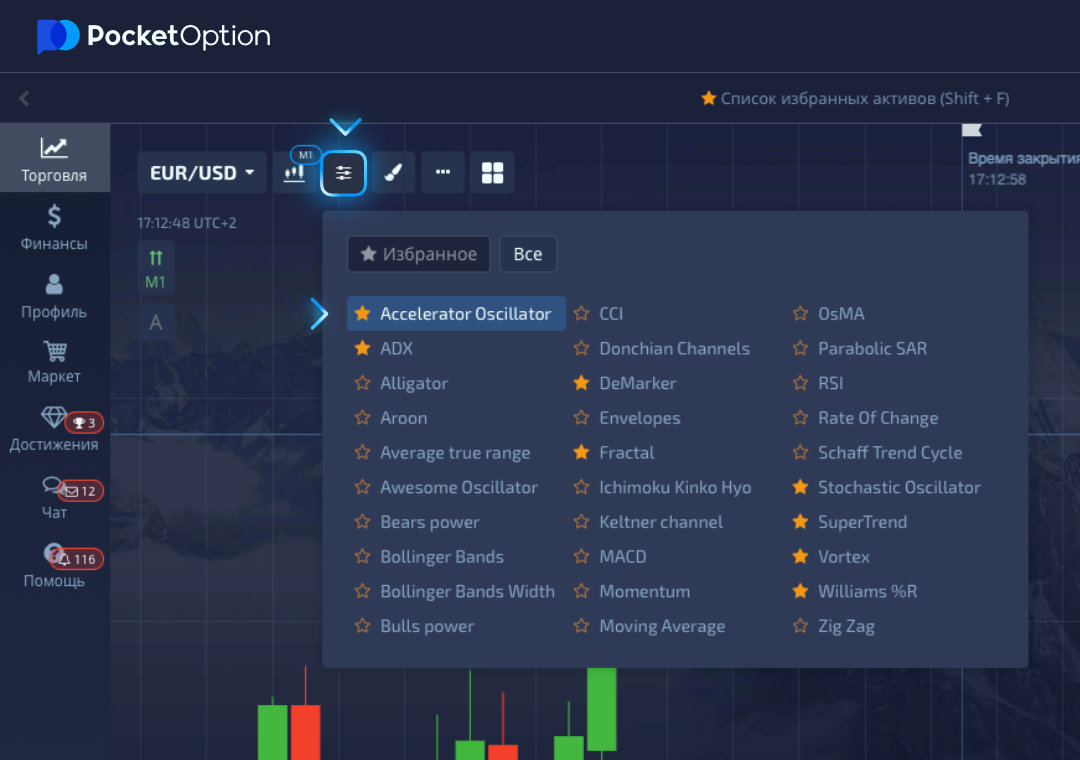 PocketOption
Список избранных активов (Shift + F)
Торговля
Финансы
Профиль
Маркет
3
Достижения
12
Чат
116
Помощь
EUR/USD
M1
Время закрытия
17:12:58
17:12:48 UTC+2
M1
A
Избранное
Все
Accelerator Oscillator
CCI
OsMA
ADX
Donchian Channels
Parabolic SAR
Alligator
DeMarker
RSI
Aroon
Envelopes
Rate Of Change
Average true range
Fractal
Schaff Trend Cycle
Awesome Oscillator
Ichimoku Kinko Hyo
Stochastic Oscillator
Bears power
Keltner channel
SuperTrend
Bollinger Bands
MACD
Vortex
Bollinger Bands Width
Momentum
Williams %R
Bulls power
Moving Average
Zig Zag